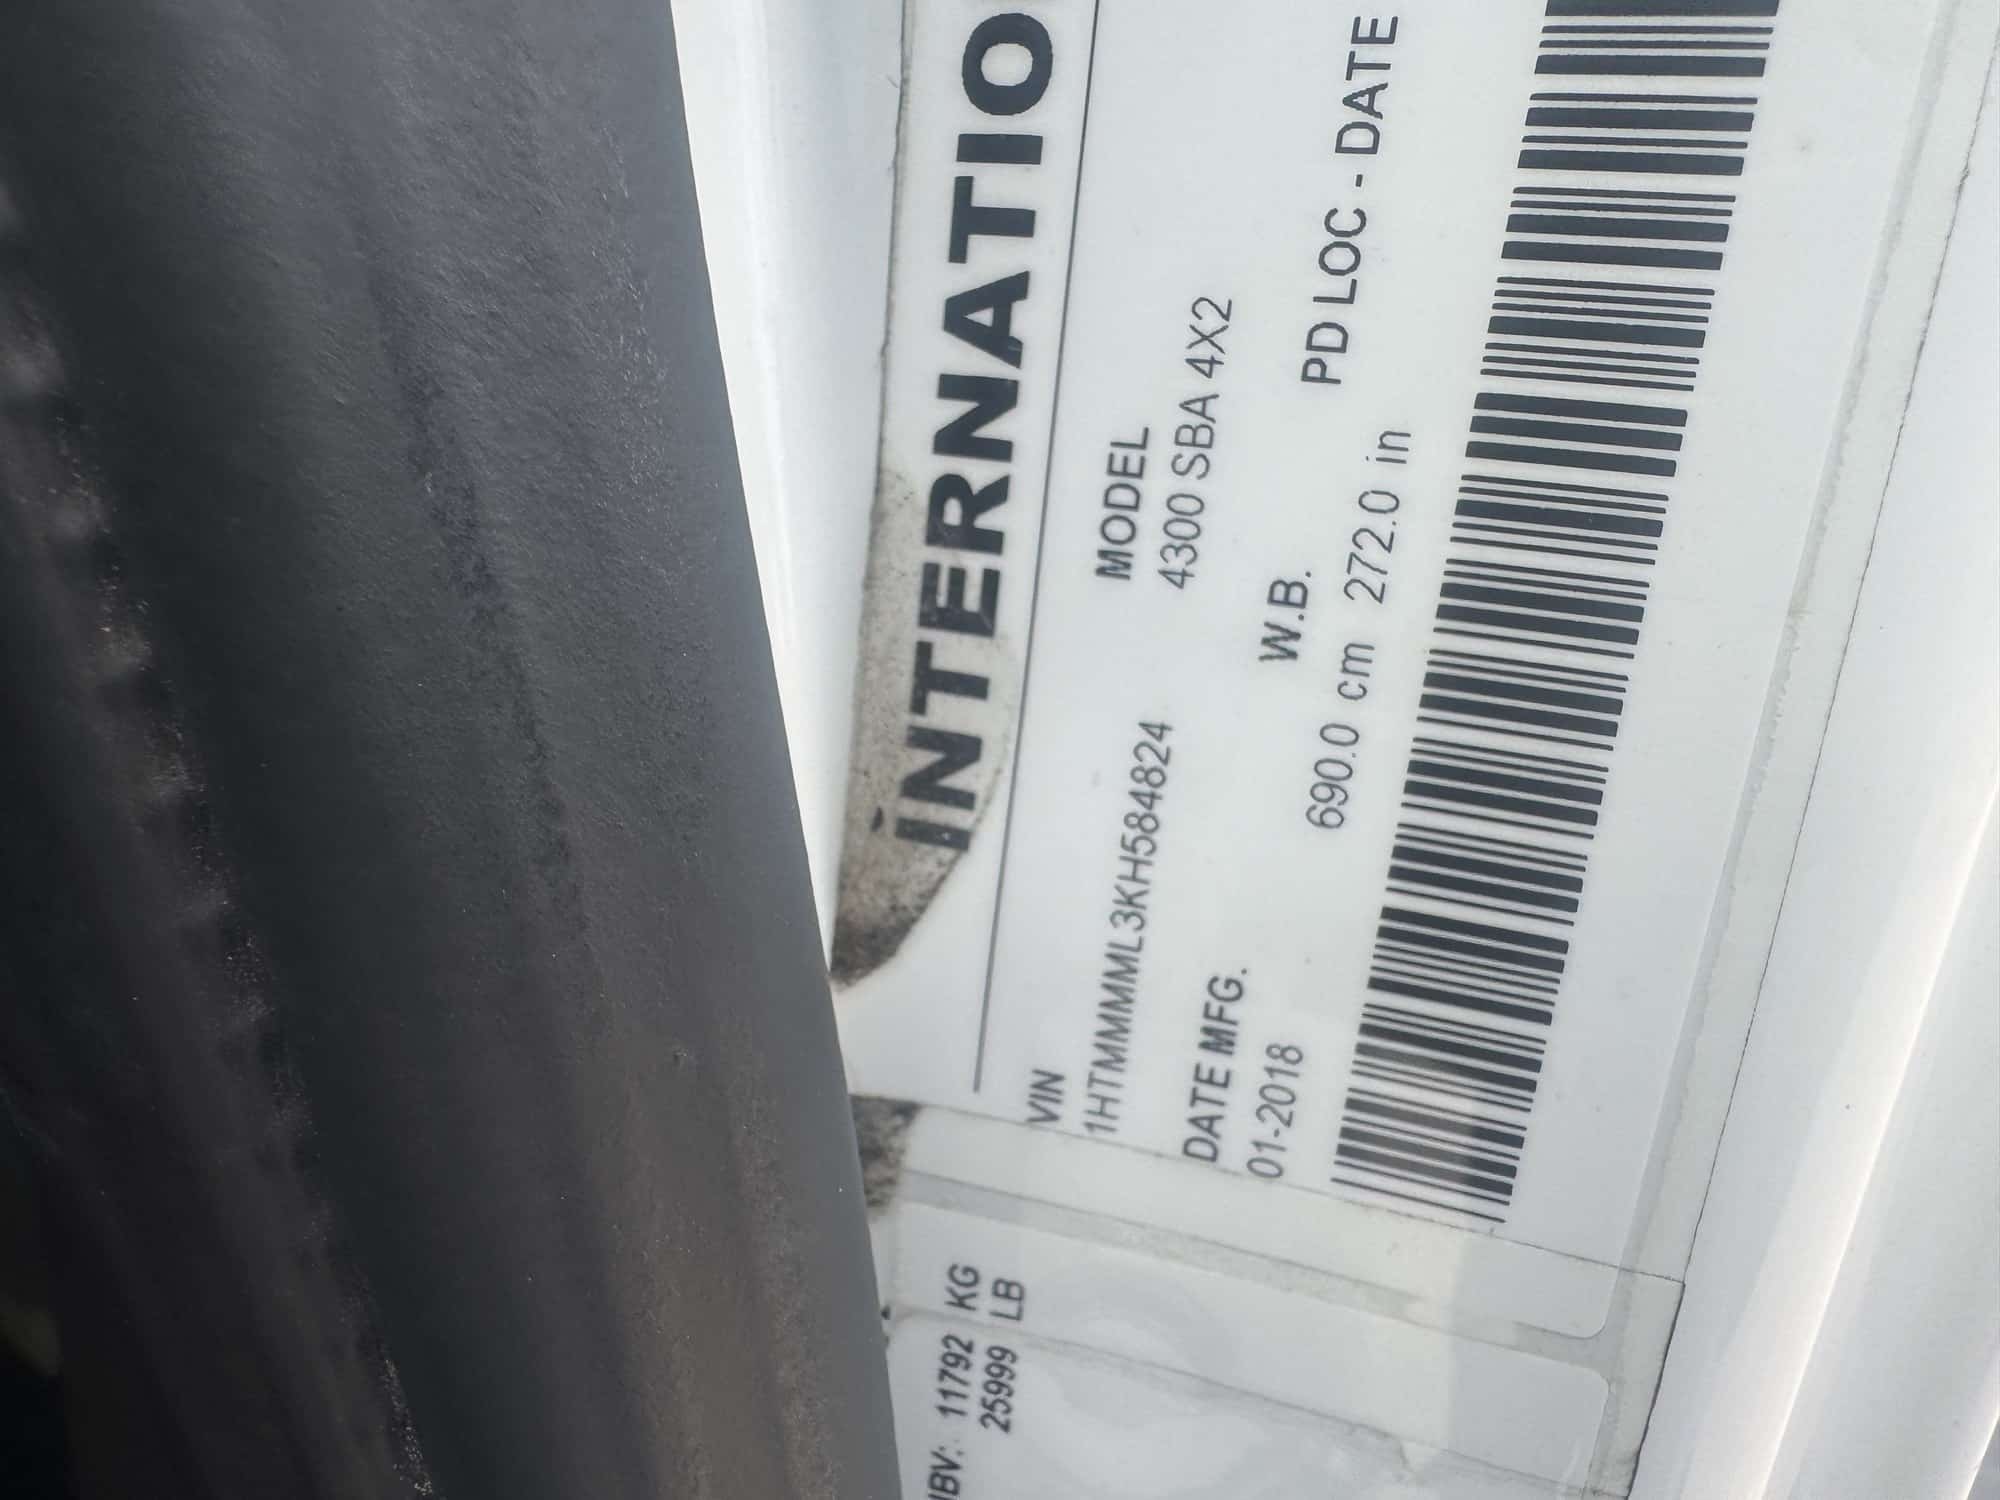 INTERNATIO
VIN
MODEL
1HTMMMML3KH584824
4300 SBA 4X2
DATE MFG.
W.B.
PD LOC - DATE
01-2018
690.0 cm 272.0 in
BV: 11792 KG
25999 LB